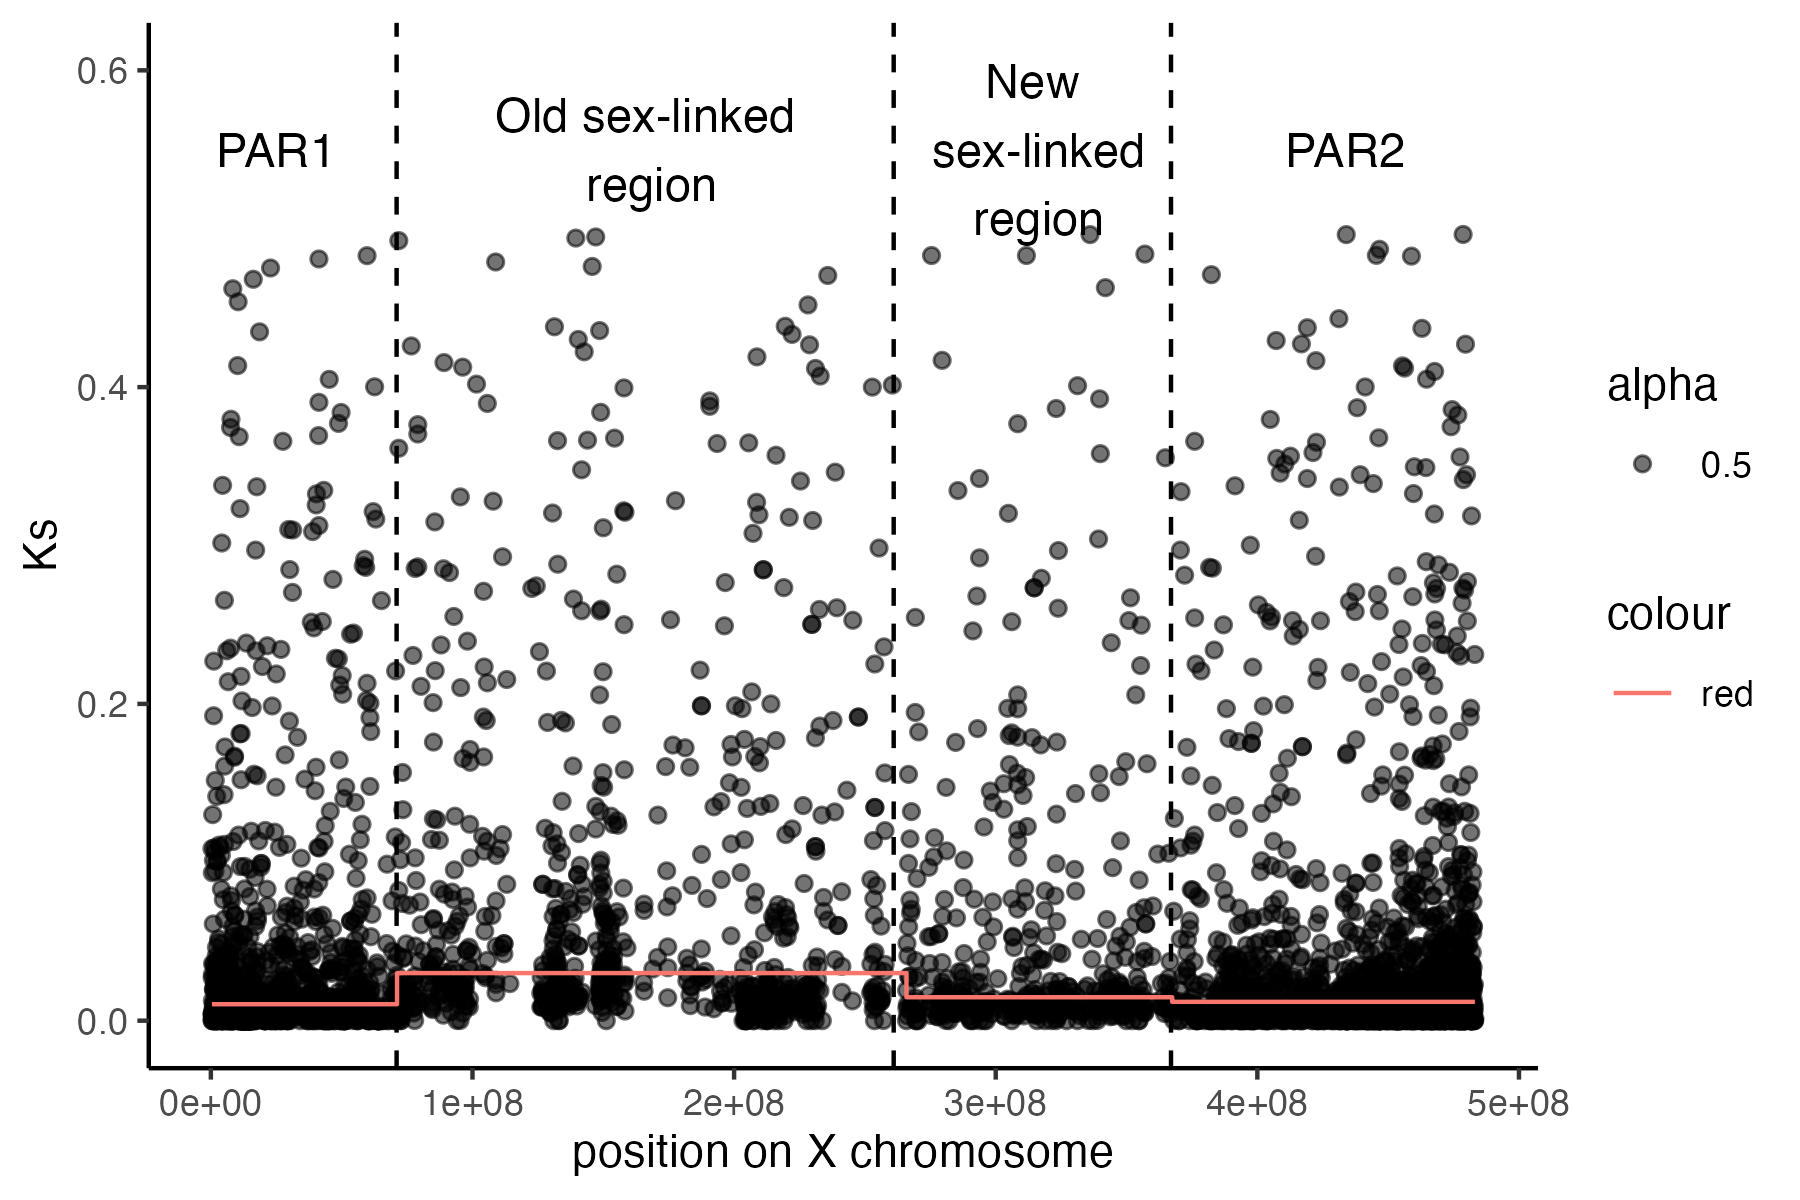 PAR1
Old sex-linked
region
New
sex-linked
region
PAR2
0.6
0.4
0.2
0.0
Ks
0e+00
1e+08
2e+08
3e+08
4e+08
5e+08
position on X chromosome
alpha
0.5
colour
red